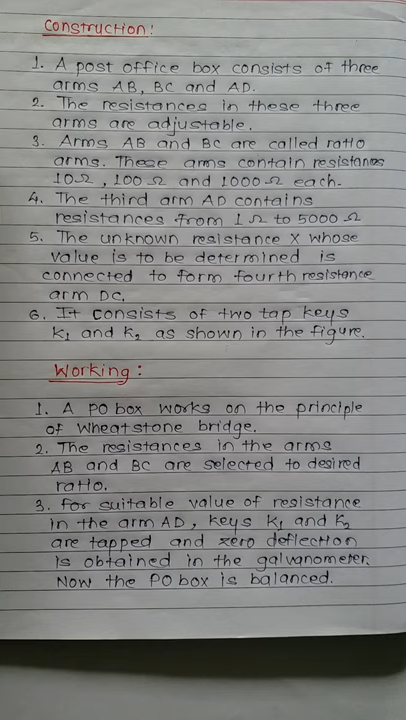 Construction:
1. A post office box consists of three
arms AB, BC and AD.
2. The resistances in these three
arms are adjustable.
3. Arms AB and BC are called ratio
arms. These arms contain resistances
10Ω, 100 Ω and 1000 Ω each.
4. The third arm AD contains
resistances from 1 Ω to 5000 Ω
5. The unknown resistance X whose
value is to be determined is
connected to form fourth resistance
arm DC.
6. It consists of two tap keys
K₁ and K₂ as shown in the figure.
Working:
1. A PO box works on the principle
of Wheatstone bridge.
2. The resistances in the arms
AB and BC are selected to desired
ratio.
3. For suitable value of resistance
in the arm AD, keys K₁ and K₂
are tapped and zero deflection
is obtained in the galvanometer.
Now the PO box is balanced.